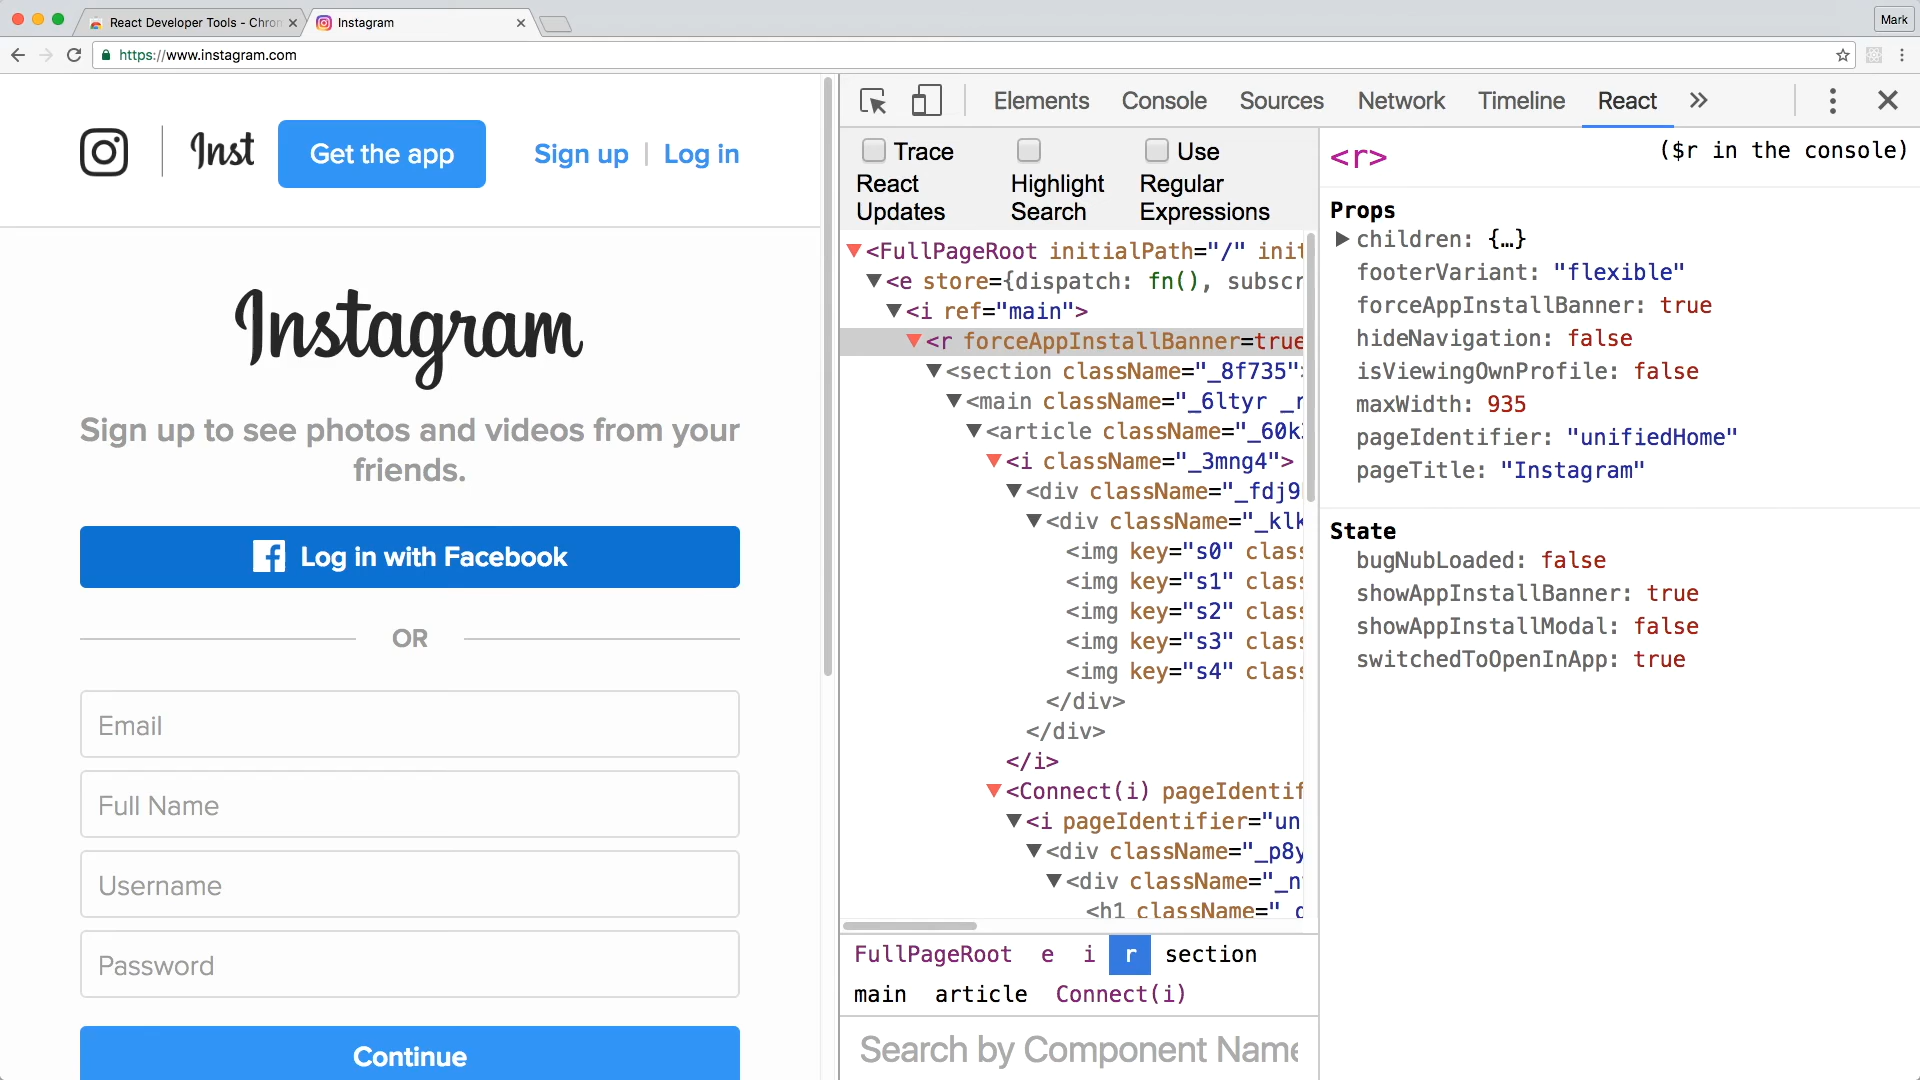 React Developer Tools - Chron
Instagram
Mark
https://www.instagram.com
Inst
Get the app
Sign up | Log in
Instagram
Sign up to see photos and videos from your
friends.
Log in with Facebook
OR
Email
Full Name
Username
Password
Continue
Elements Console Sources Network Timeline React
Trace React Updates
Highlight Search
Use Regular Expressions
<FullPageRoot initialPath="/" init
<e store={dispatch: fn(), subscr
<i ref="main">
<r forceAppInstallBanner=true
<section className="_8f735">
<main className="_6ltyr _r
<article className="_60k
<i className="_3mng4">
<div className="_fdj9
<div className="_klk
<img key="s0" class
<img key="s1" class
<img key="s2" class
<img key="s3" class
<img key="s4" class
</div>
</div>
</i>
<Connect(i) pageIdentif
<i pageIdentifier="un
<div className="_p8y
<div className="_n
<h1 className="_o
FullPageRoot e i r section
main article Connect(i)
Search by Component Name
<r>
($r in the console)
Props
children: {…}
footerVariant: "flexible"
forceAppInstallBanner: true
hideNavigation: false
isViewingOwnProfile: false
maxWidth: 935
pageIdentifier: "unifiedHome"
pageTitle: "Instagram"
State
bugNubLoaded: false
showAppInstallBanner: true
showAppInstallModal: false
switchedToOpenInApp: true